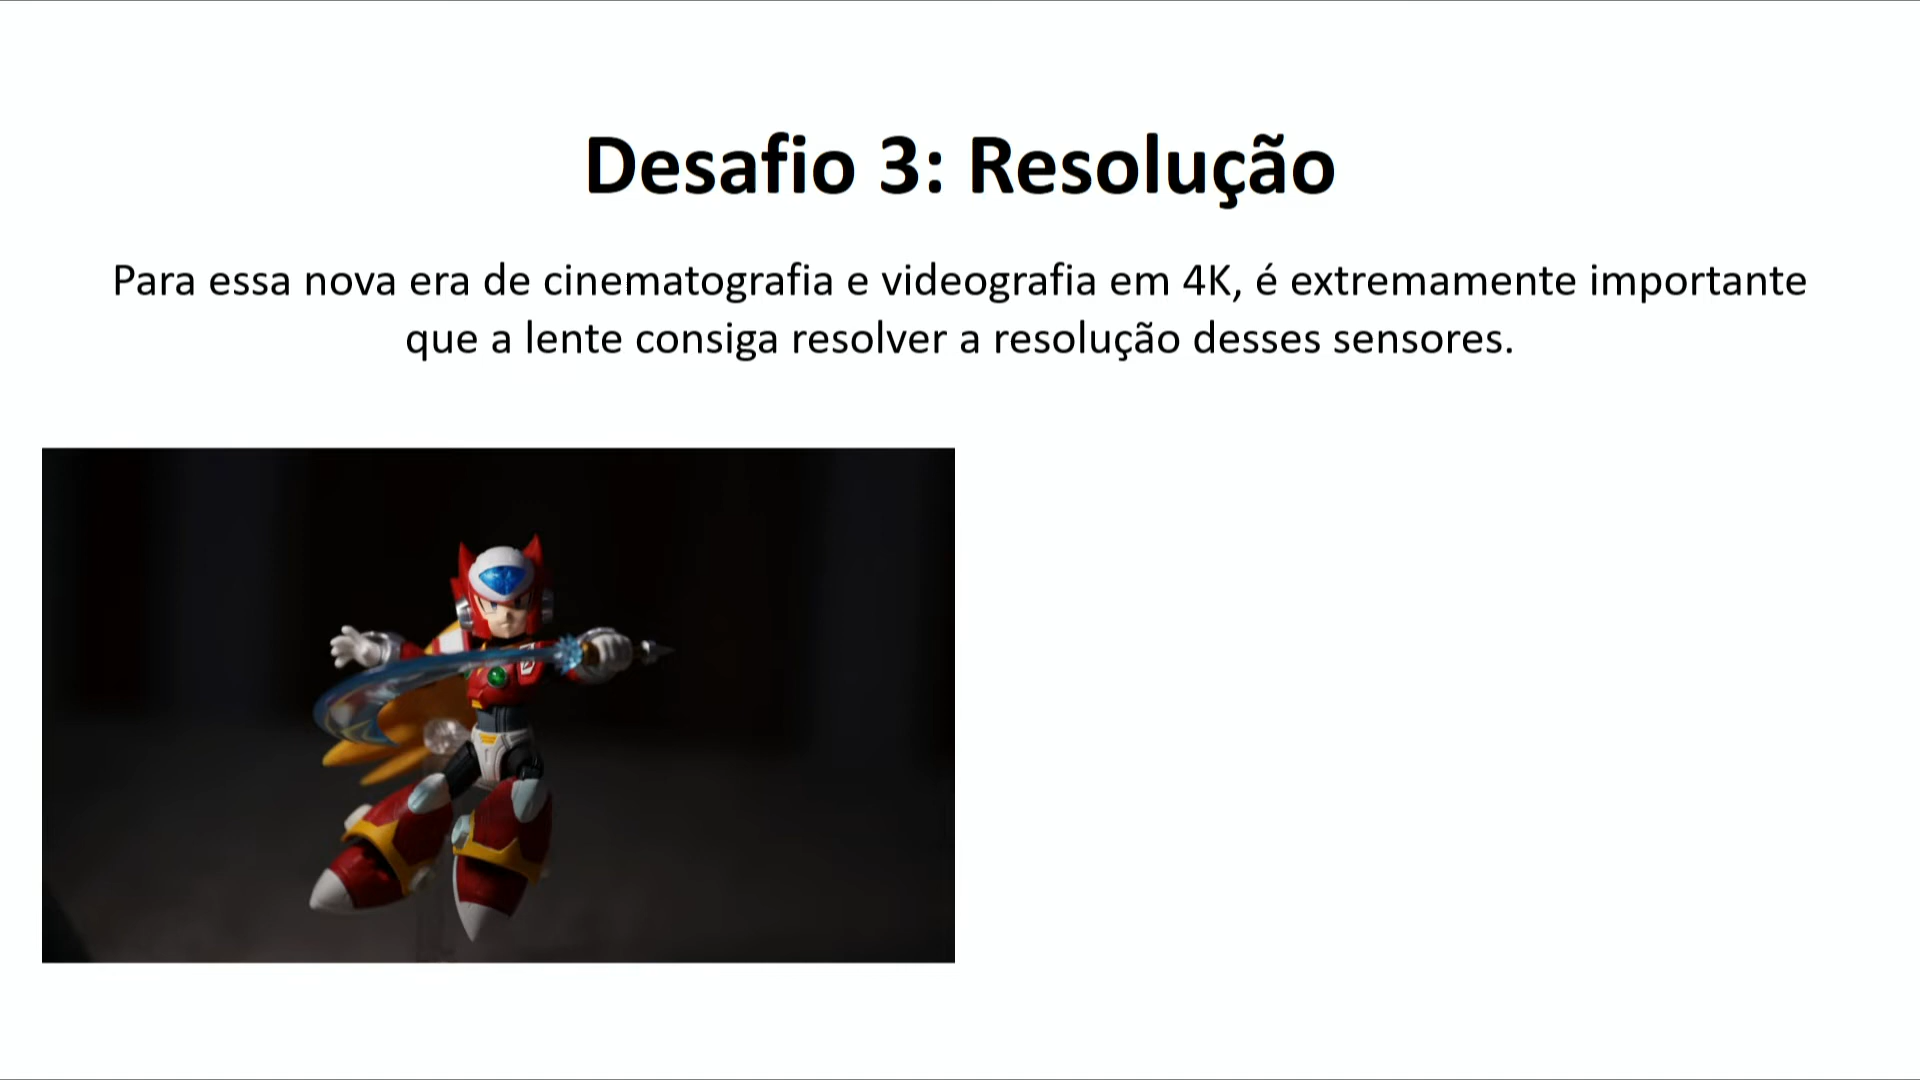 Desafio 3: Resolução
Para essa nova era de cinematografia e videografia em 4K, é extremamente importante
que a lente consiga resolver a resolução desses sensores.